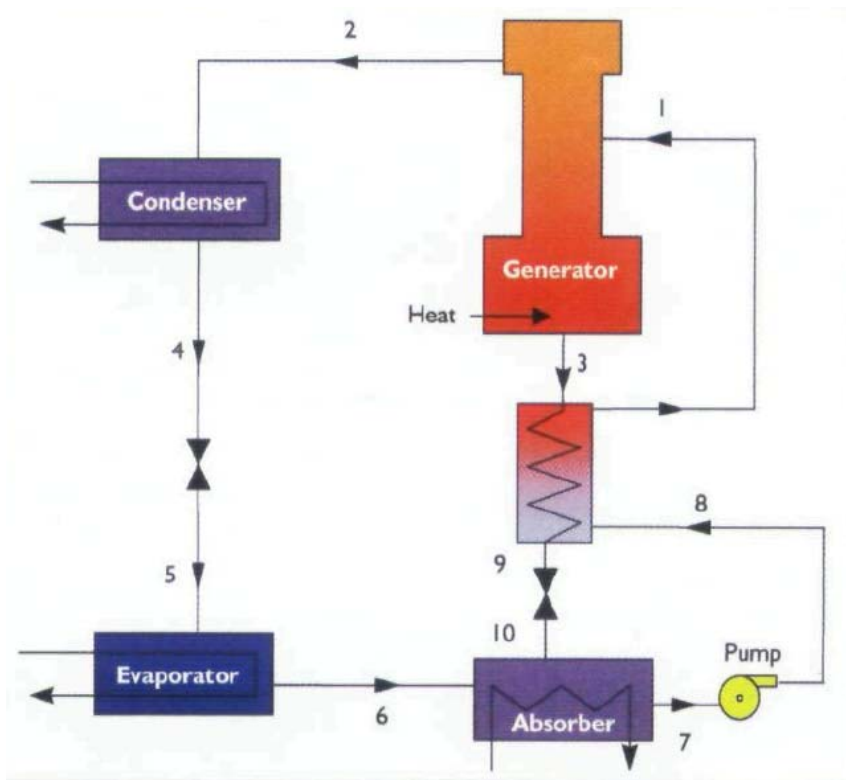 2
1
Condenser
Generator
Heat
4
3
8
9
5
10
Pump
Evaporator
Absorber
6
7